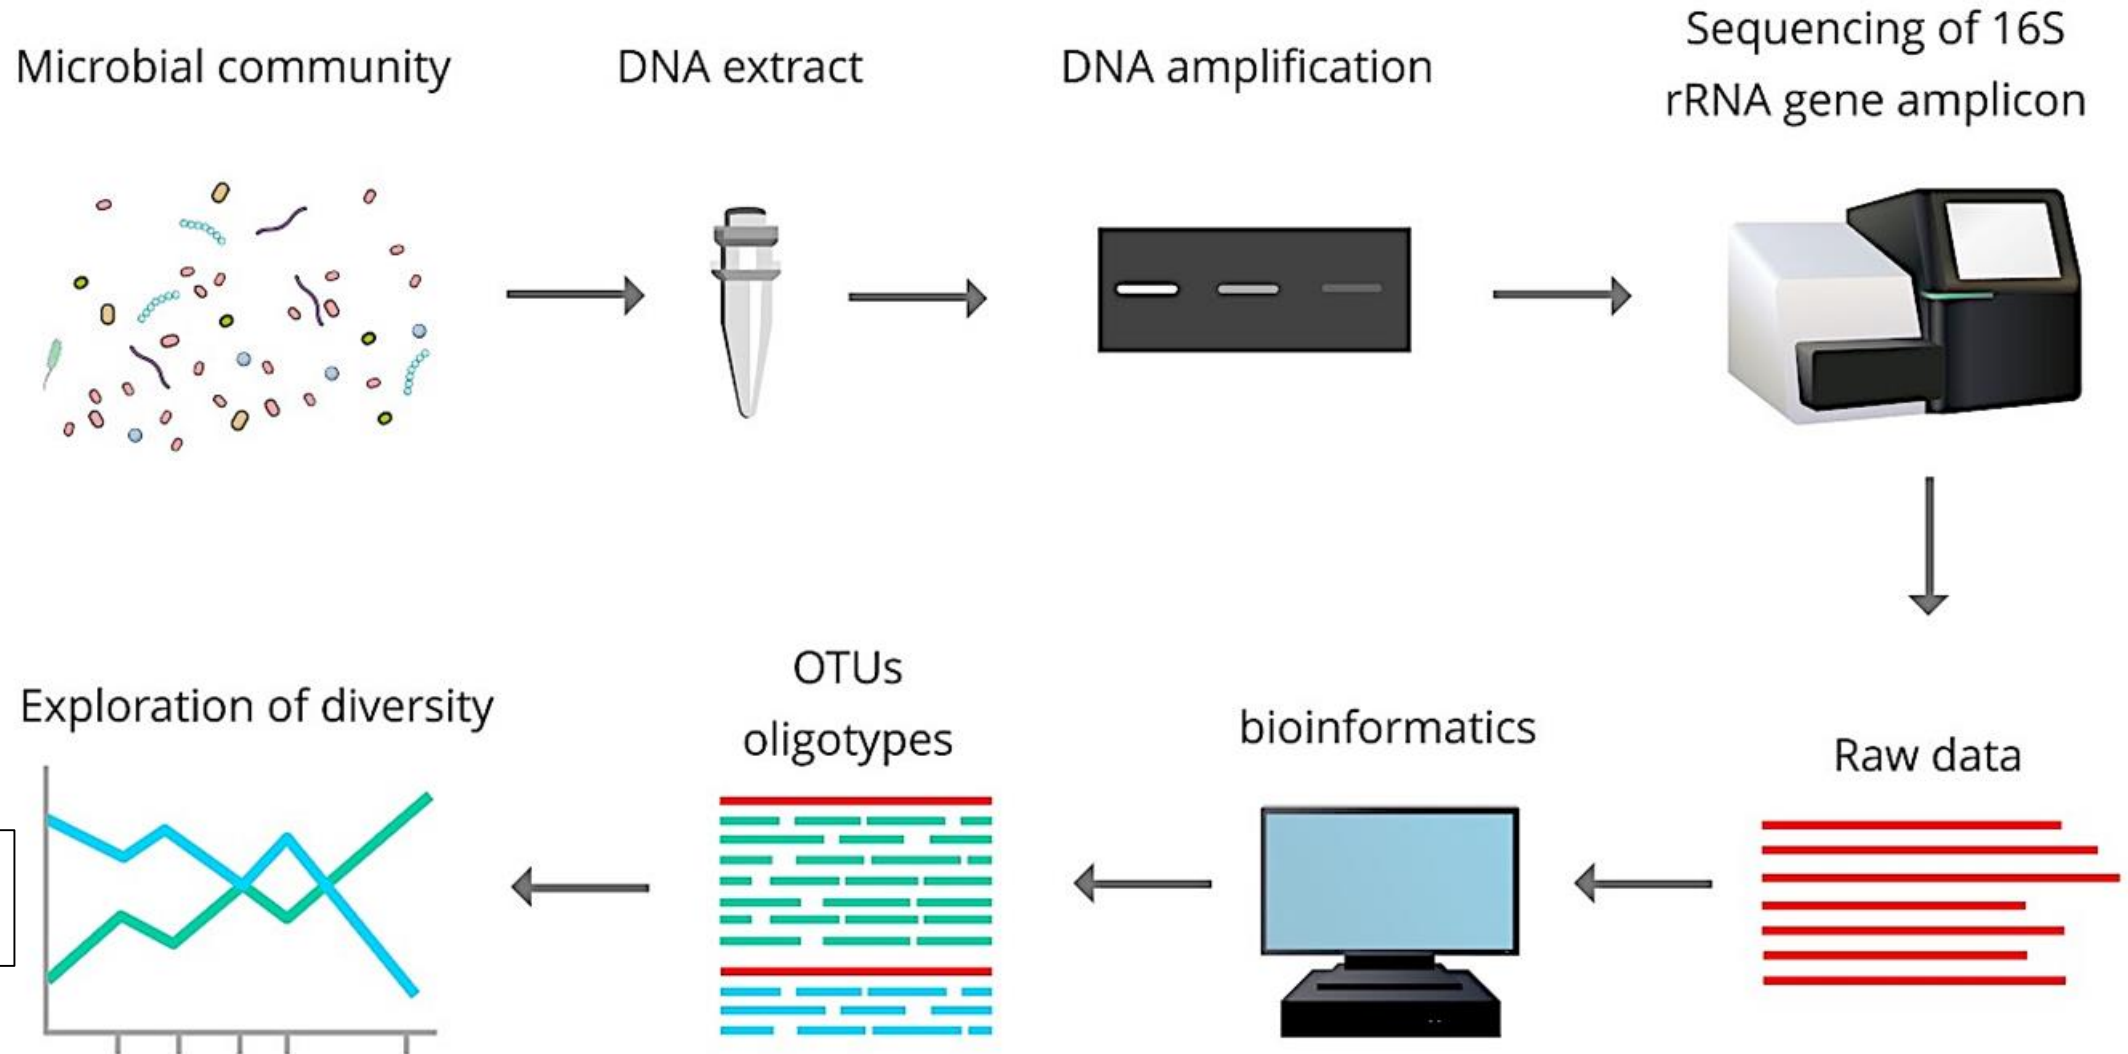 Microbial community
DNA extract
DNA amplification
Sequencing of 16S
rRNA gene amplicon
Raw data
bioinformatics
OTUs
oligotypes
Exploration of diversity